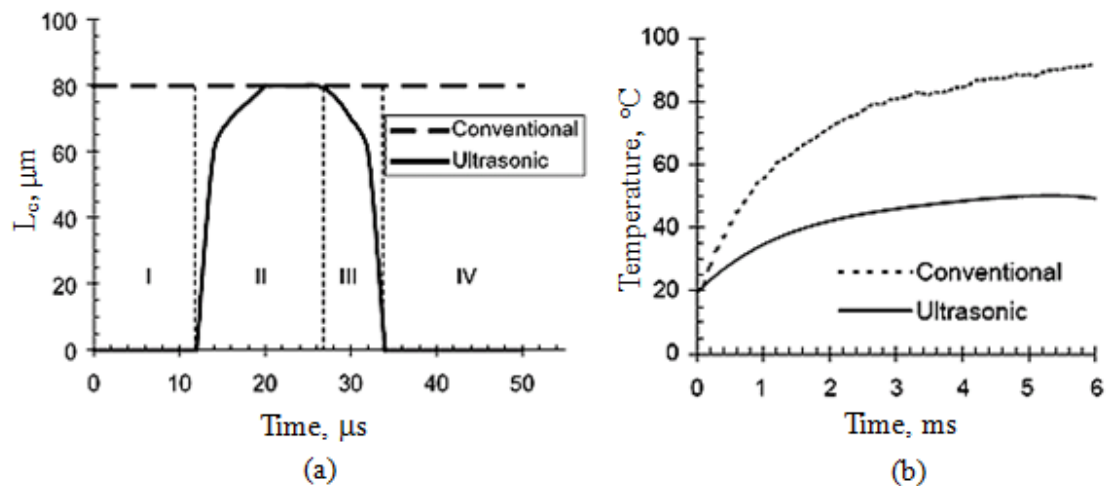 100
80
60
40
20
0
L_c, μm
I
II
III
IV
Conventional
Ultrasonic
0
10
20
30
40
50
Time, μs
(a)
100
80
60
40
20
0
Temperature, °C
Conventional
Ultrasonic
0
1
2
3
4
5
6
Time, ms
(b)